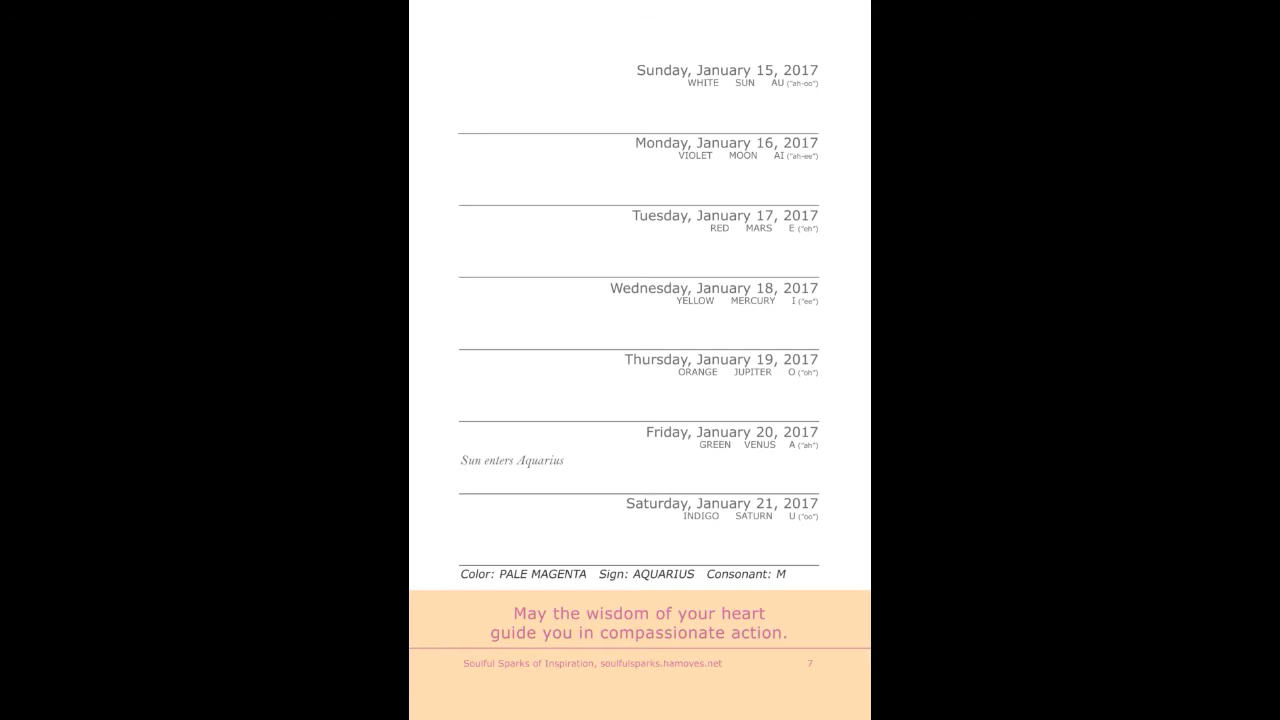 Sunday, January 15, 2017
WHITE SUN AU ("ah-oo")
Monday, January 16, 2017
VIOLET MOON AI ("ah-ee")
Tuesday, January 17, 2017
RED MARS E ("eh")
Wednesday, January 18, 2017
YELLOW MERCURY I ("ee")
Thursday, January 19, 2017
ORANGE JUPITER O ("oh")
Friday, January 20, 2017
GREEN VENUS A ("ah")
Sun enters Aquarius
Saturday, January 21, 2017
INDIGO SATURN U ("oo")
Color: PALE MAGENTA Sign: AQUARIUS Consonant: M
May the wisdom of your heart
guide you in compassionate action.
Soulful Sparks of Inspiration, soulfulsparks.hamoves.net 7